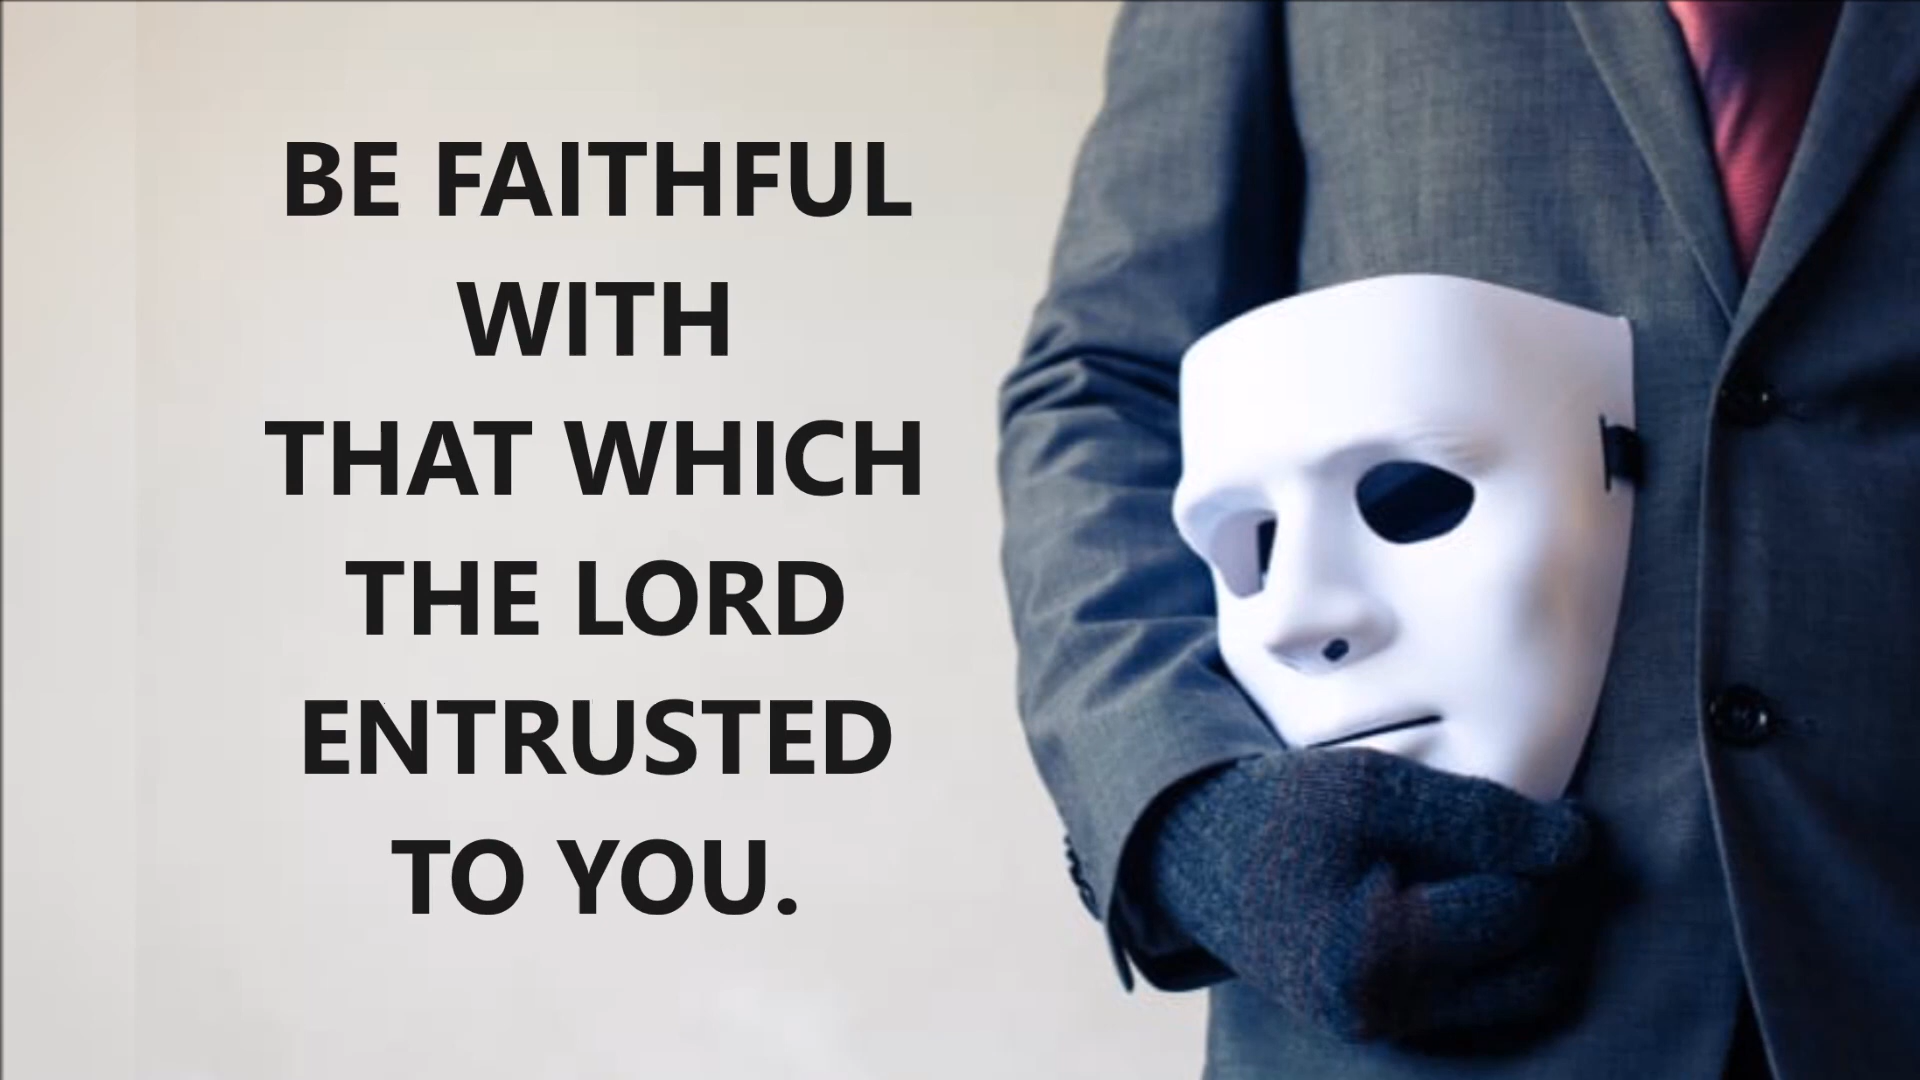 BE FAITHFUL
WITH
THAT WHICH
THE LORD
ENTRUSTED
TO YOU.